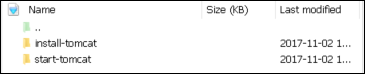 Name Size (KB) Last modified
..
install-tomcat 2017-11-02 1...
start-tomcat 2017-11-02 1...